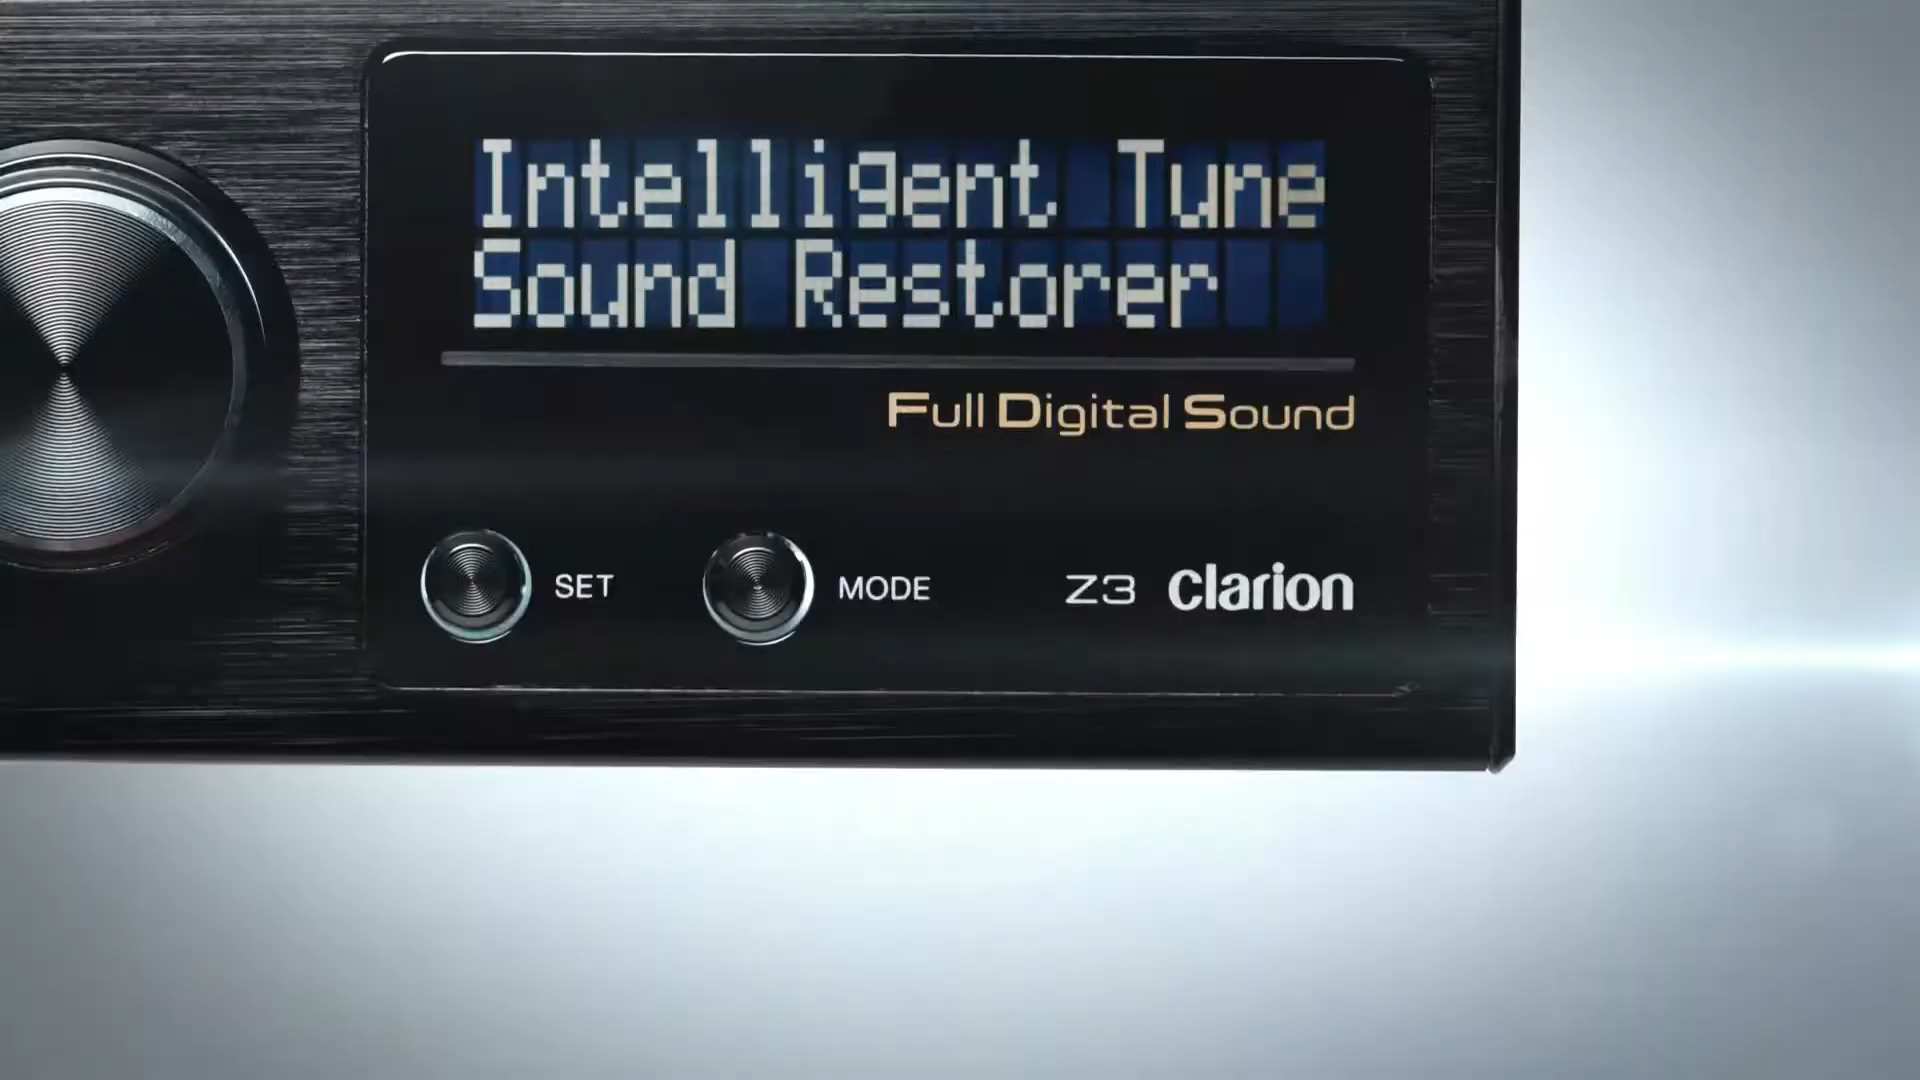 Intelligent Tune
Sound Restorer
Full Digital Sound
SET MODE Z3 clarion